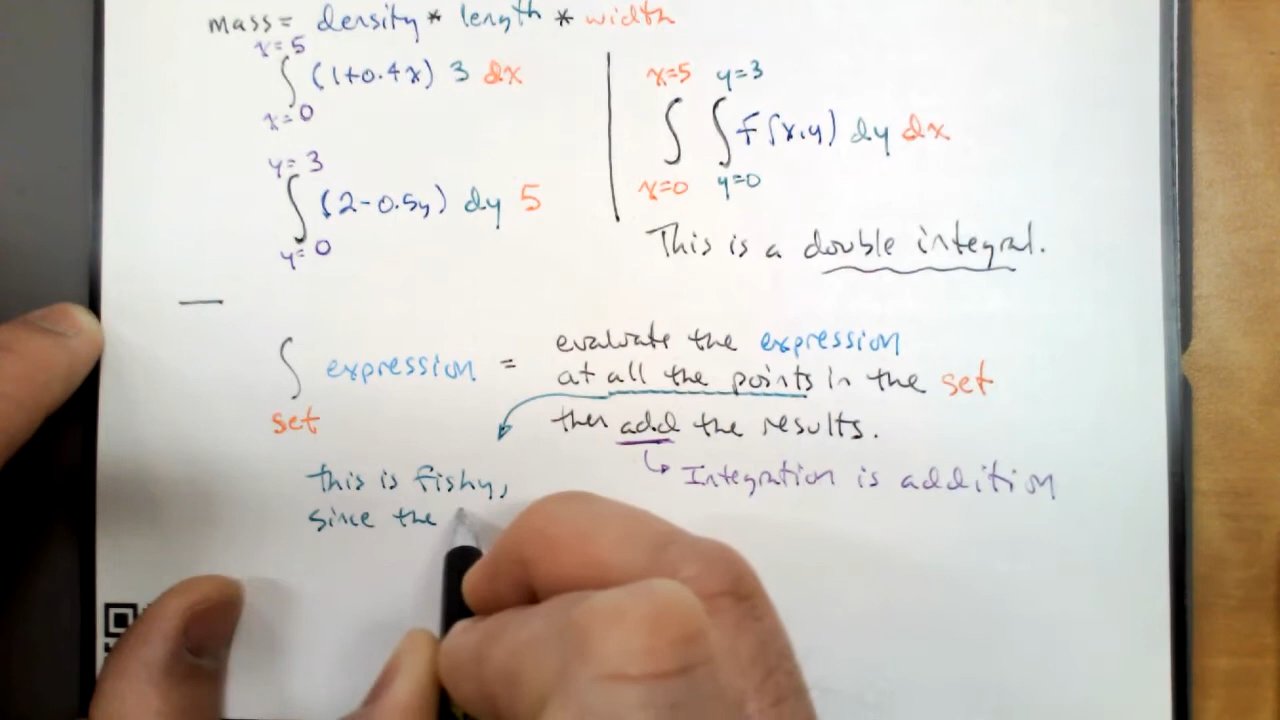 mass = density * length * width
x=5
∫ (1+0.4x) 3 dx
x=0
y=3
∫ (2-0.5y) dy 5
y=0
x=5 y=3
∫ ∫ f(x,y) dy dx
x=0 y=0
This is a double integral.
∫ expression = evaluate the expression
set
at all the points in the set
then add the results.
↳ Integration is addition
this is fishy,
since the